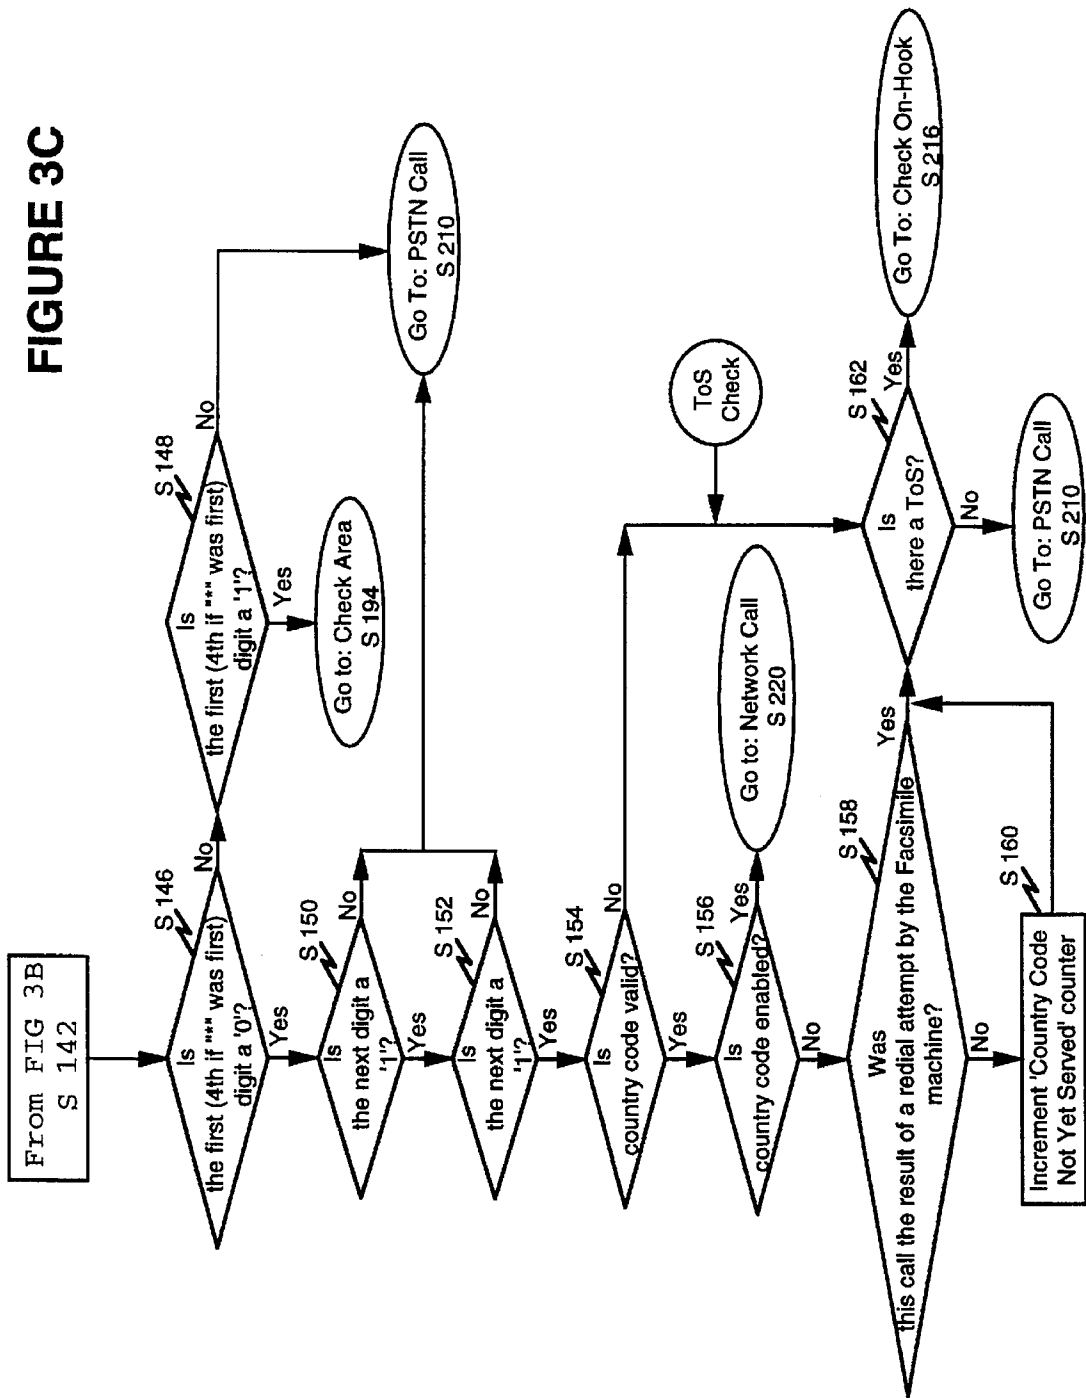 FIGURE 3C
From FIG 3B
S 142
S 146
Is
the first (4th if "*" was first)
digit a '0'?
No
Yes
S 148
Is
the first (4th if "*" was first)
digit a '1'?
No
Yes
Go to: Check Area
S 194
S 150
Is
the next digit a
'1'?
No
Yes
Go To: PSTN Call
S 210
S 152
Is
the next digit a
'1'?
No
Yes
S 154
Is
country code valid?
No
Yes
ToS
Check
S 156
Is
country code enabled?
Yes
No
Go to: Network Call
S 220
S 158
Was
this call the result of a redial attempt by the Facsimile
machine?
Yes
No
S 160
Increment 'Country Code
Not Yet Served' counter
S 162
Is
there a ToS?
Yes
No
Go To: Check On-Hook
S 216
Go To: PSTN Call
S 210